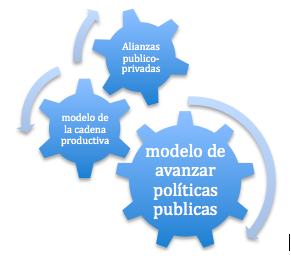 Alianzas
publico-
privadas
modelo de
la cadena
productiva
modelo de
avanzar
políticas
publicas